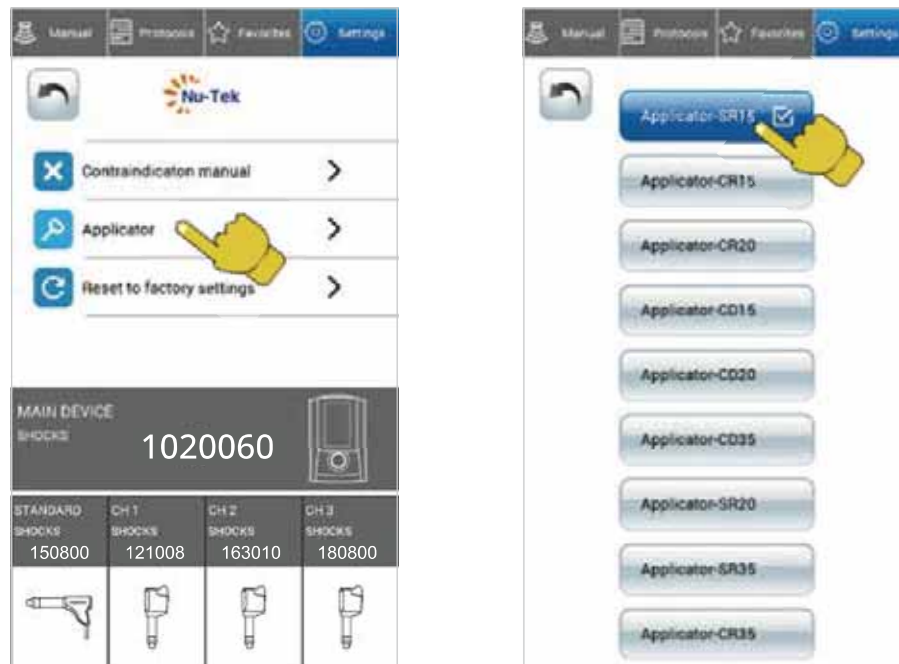 Manual Protocols Favorites Settings
Nu-Tek
Contraindicaton manual
Applicator
Reset to factory settings
MAIN DEVICE
SHOCKS
1020060
STANDARD CH 1 CH 2 CH 3
SHOCKS SHOCKS SHOCKS SHOCKS
150800 121008 163010 180800
Manual Protocols Favorites Settings
Applicator-SR15
Applicator-CR15
Applicator-CR20
Applicator-CD15
Applicator-CD20
Applicator-CD35
Applicator-SR20
Applicator-SR35
Applicator-CR35